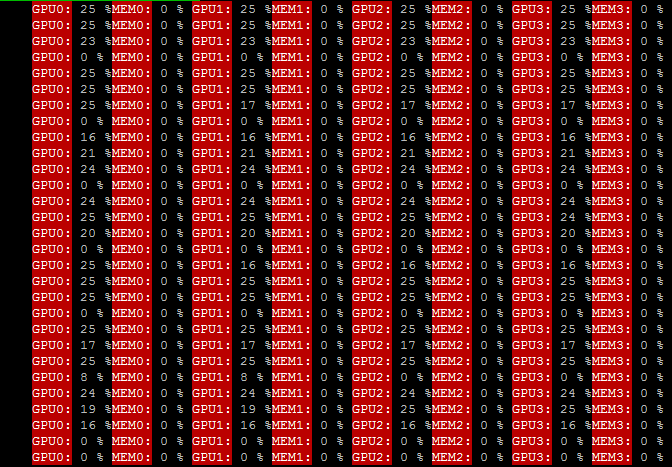 GPU0: 25 %MEM0: 0 % GPU1: 25 %MEM1: 0 % GPU2: 25 %MEM2: 0 % GPU3: 25 %MEM3: 0 %
GPU0: 25 %MEM0: 0 % GPU1: 25 %MEM1: 0 % GPU2: 25 %MEM2: 0 % GPU3: 25 %MEM3: 0 %
GPU0: 23 %MEM0: 0 % GPU1: 23 %MEM1: 0 % GPU2: 23 %MEM2: 0 % GPU3: 23 %MEM3: 0 %
GPU0: 0 % MEM0: 0 % GPU1: 0 % MEM1: 0 % GPU2: 0 % MEM2: 0 % GPU3: 0 % MEM3: 0 %
GPU0: 25 %MEM0: 0 % GPU1: 25 %MEM1: 0 % GPU2: 25 %MEM2: 0 % GPU3: 25 %MEM3: 0 %
GPU0: 25 %MEM0: 0 % GPU1: 25 %MEM1: 0 % GPU2: 25 %MEM2: 0 % GPU3: 25 %MEM3: 0 %
GPU0: 25 %MEM0: 0 % GPU1: 17 %MEM1: 0 % GPU2: 17 %MEM2: 0 % GPU3: 17 %MEM3: 0 %
GPU0: 0 % MEM0: 0 % GPU1: 0 % MEM1: 0 % GPU2: 0 % MEM2: 0 % GPU3: 0 % MEM3: 0 %
GPU0: 16 %MEM0: 0 % GPU1: 16 %MEM1: 0 % GPU2: 16 %MEM2: 0 % GPU3: 16 %MEM3: 0 %
GPU0: 21 %MEM0: 0 % GPU1: 21 %MEM1: 0 % GPU2: 21 %MEM2: 0 % GPU3: 21 %MEM3: 0 %
GPU0: 24 %MEM0: 0 % GPU1: 24 %MEM1: 0 % GPU2: 24 %MEM2: 0 % GPU3: 24 %MEM3: 0 %
GPU0: 0 % MEM0: 0 % GPU1: 0 % MEM1: 0 % GPU2: 0 % MEM2: 0 % GPU3: 0 % MEM3: 0 %
GPU0: 24 %MEM0: 0 % GPU1: 24 %MEM1: 0 % GPU2: 24 %MEM2: 0 % GPU3: 24 %MEM3: 0 %
GPU0: 25 %MEM0: 0 % GPU1: 25 %MEM1: 0 % GPU2: 25 %MEM2: 0 % GPU3: 24 %MEM3: 0 %
GPU0: 20 %MEM0: 0 % GPU1: 20 %MEM1: 0 % GPU2: 20 %MEM2: 0 % GPU3: 20 %MEM3: 0 %
GPU0: 0 % MEM0: 0 % GPU1: 0 % MEM1: 0 % GPU2: 0 % MEM2: 0 % GPU3: 0 % MEM3: 0 %
GPU0: 25 %MEM0: 0 % GPU1: 16 %MEM1: 0 % GPU2: 16 %MEM2: 0 % GPU3: 16 %MEM3: 0 %
GPU0: 25 %MEM0: 0 % GPU1: 25 %MEM1: 0 % GPU2: 25 %MEM2: 0 % GPU3: 25 %MEM3: 0 %
GPU0: 0 % MEM0: 0 % GPU1: 0 % MEM1: 0 % GPU2: 0 % MEM2: 0 % GPU3: 0 % MEM3: 0 %
GPU0: 25 %MEM0: 0 % GPU1: 25 %MEM1: 0 % GPU2: 25 %MEM2: 0 % GPU3: 25 %MEM3: 0 %
GPU0: 17 %MEM0: 0 % GPU1: 17 %MEM1: 0 % GPU2: 17 %MEM2: 0 % GPU3: 17 %MEM3: 0 %
GPU0: 25 %MEM0: 0 % GPU1: 25 %MEM1: 0 % GPU2: 25 %MEM2: 0 % GPU3: 25 %MEM3: 0 %
GPU0: 8 % MEM0: 0 % GPU1: 8 % MEM1: 0 % GPU2: 0 % MEM2: 0 % GPU3: 0 % MEM3: 0 %
GPU0: 24 %MEM0: 0 % GPU1: 24 %MEM1: 0 % GPU2: 24 %MEM2: 0 % GPU3: 24 %MEM3: 0 %
GPU0: 19 %MEM0: 0 % GPU1: 19 %MEM1: 0 % GPU2: 25 %MEM2: 0 % GPU3: 25 %MEM3: 0 %
GPU0: 16 %MEM0: 0 % GPU1: 16 %MEM1: 0 % GPU2: 25 %MEM2: 0 % GPU3: 25 %MEM3: 0 %
GPU0: 0 % MEM0: 0 % GPU1: 0 % MEM1: 0 % GPU2: 0 % MEM2: 0 % GPU3: 0 % MEM3: 0 %
GPU0: 0 % MEM0: 0 % GPU1: 0 % MEM1: 0 % GPU2: 0 % MEM2: 0 % GPU3: 0 % MEM3: 0 %